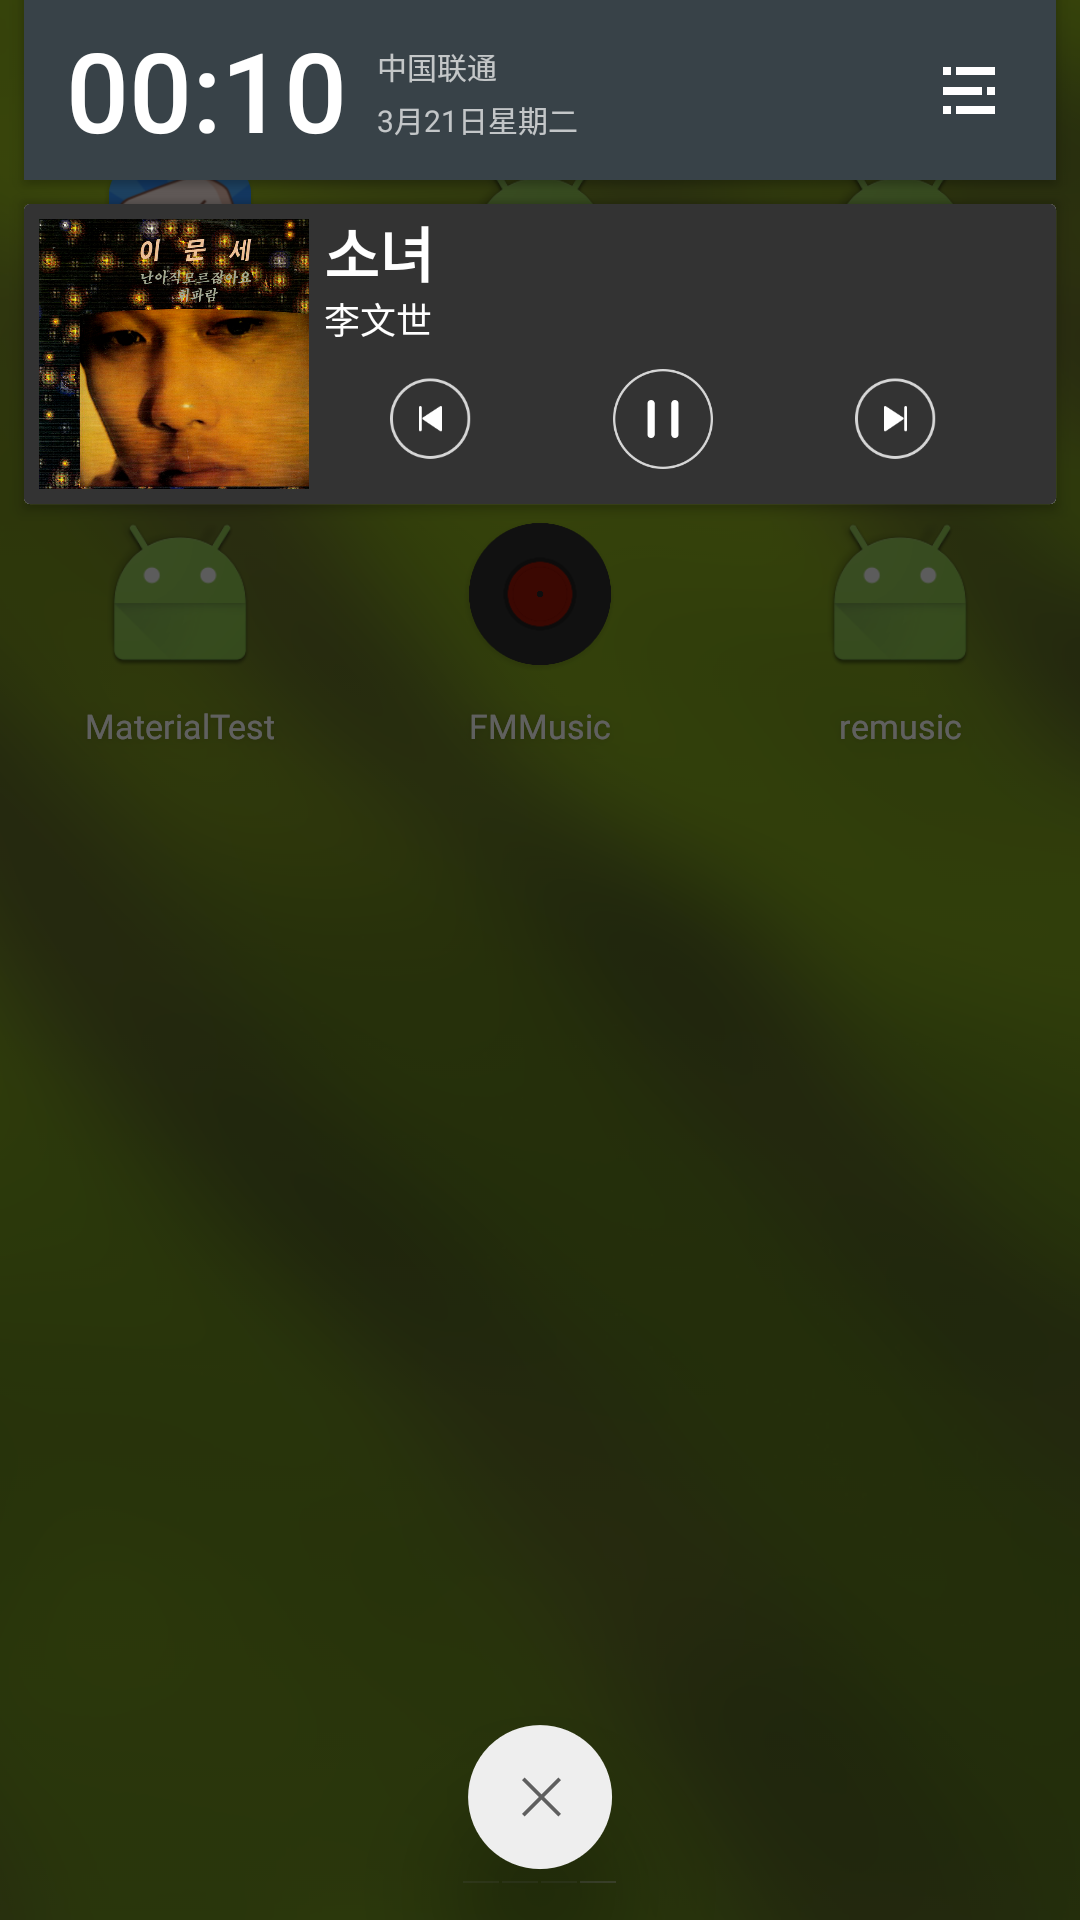 00:10
中国联通
3月21日星期二
이 문 세
난 아직 모르잖아요
휘파람
소녀
李文世
MaterialTest
FMMusic
remusic